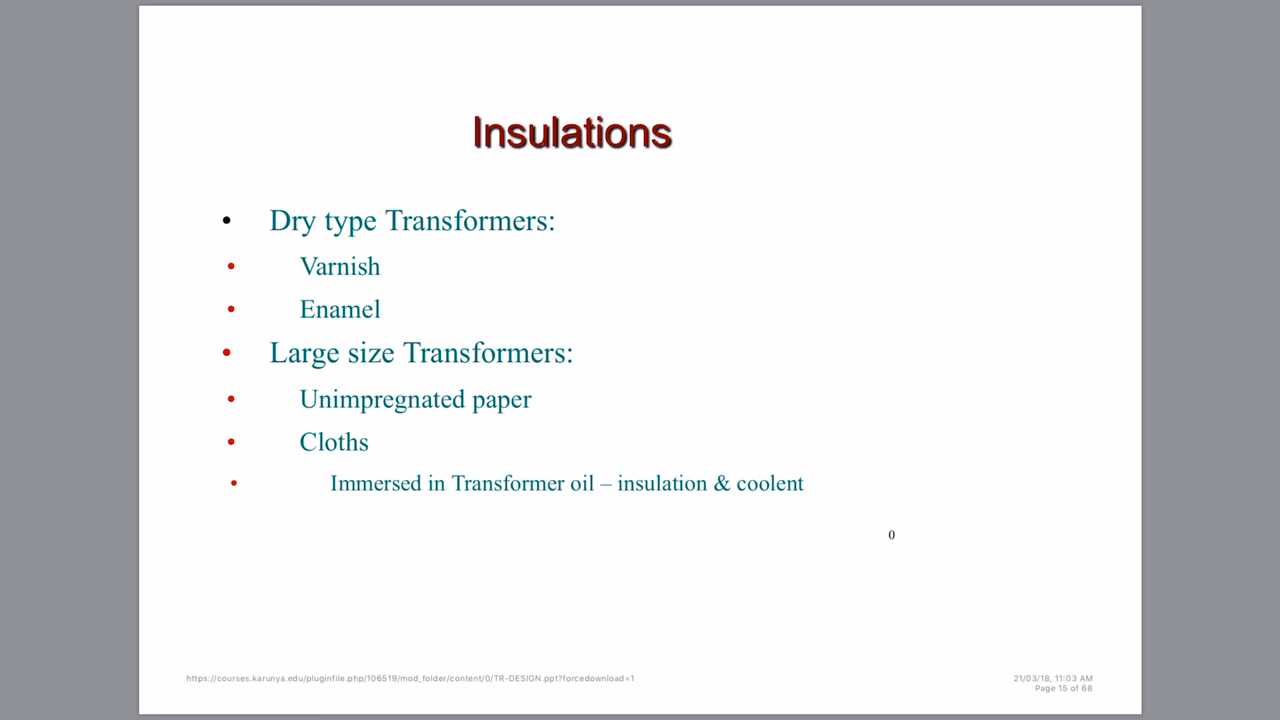 Insulations
• Dry type Transformers:
• Varnish
• Enamel
• Large size Transformers:
• Unimpregnated paper
• Cloths
• Immersed in Transformer oil – insulation & coolent
0
https://courses.karunya.edu/pluginfile.php/106519/mod_folder/content/0/TR-DESIGN.ppt?forcedownload=1
21/03/18, 11:03 AM
Page 15 of 68